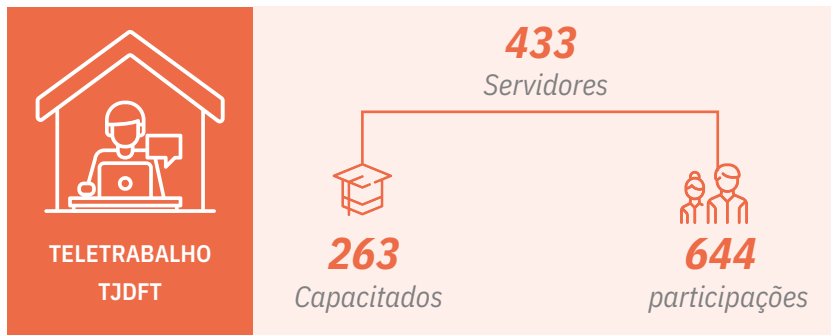 TELETRABALHO
TJDFT
433
Servidores
263
Capacitados
644
participações